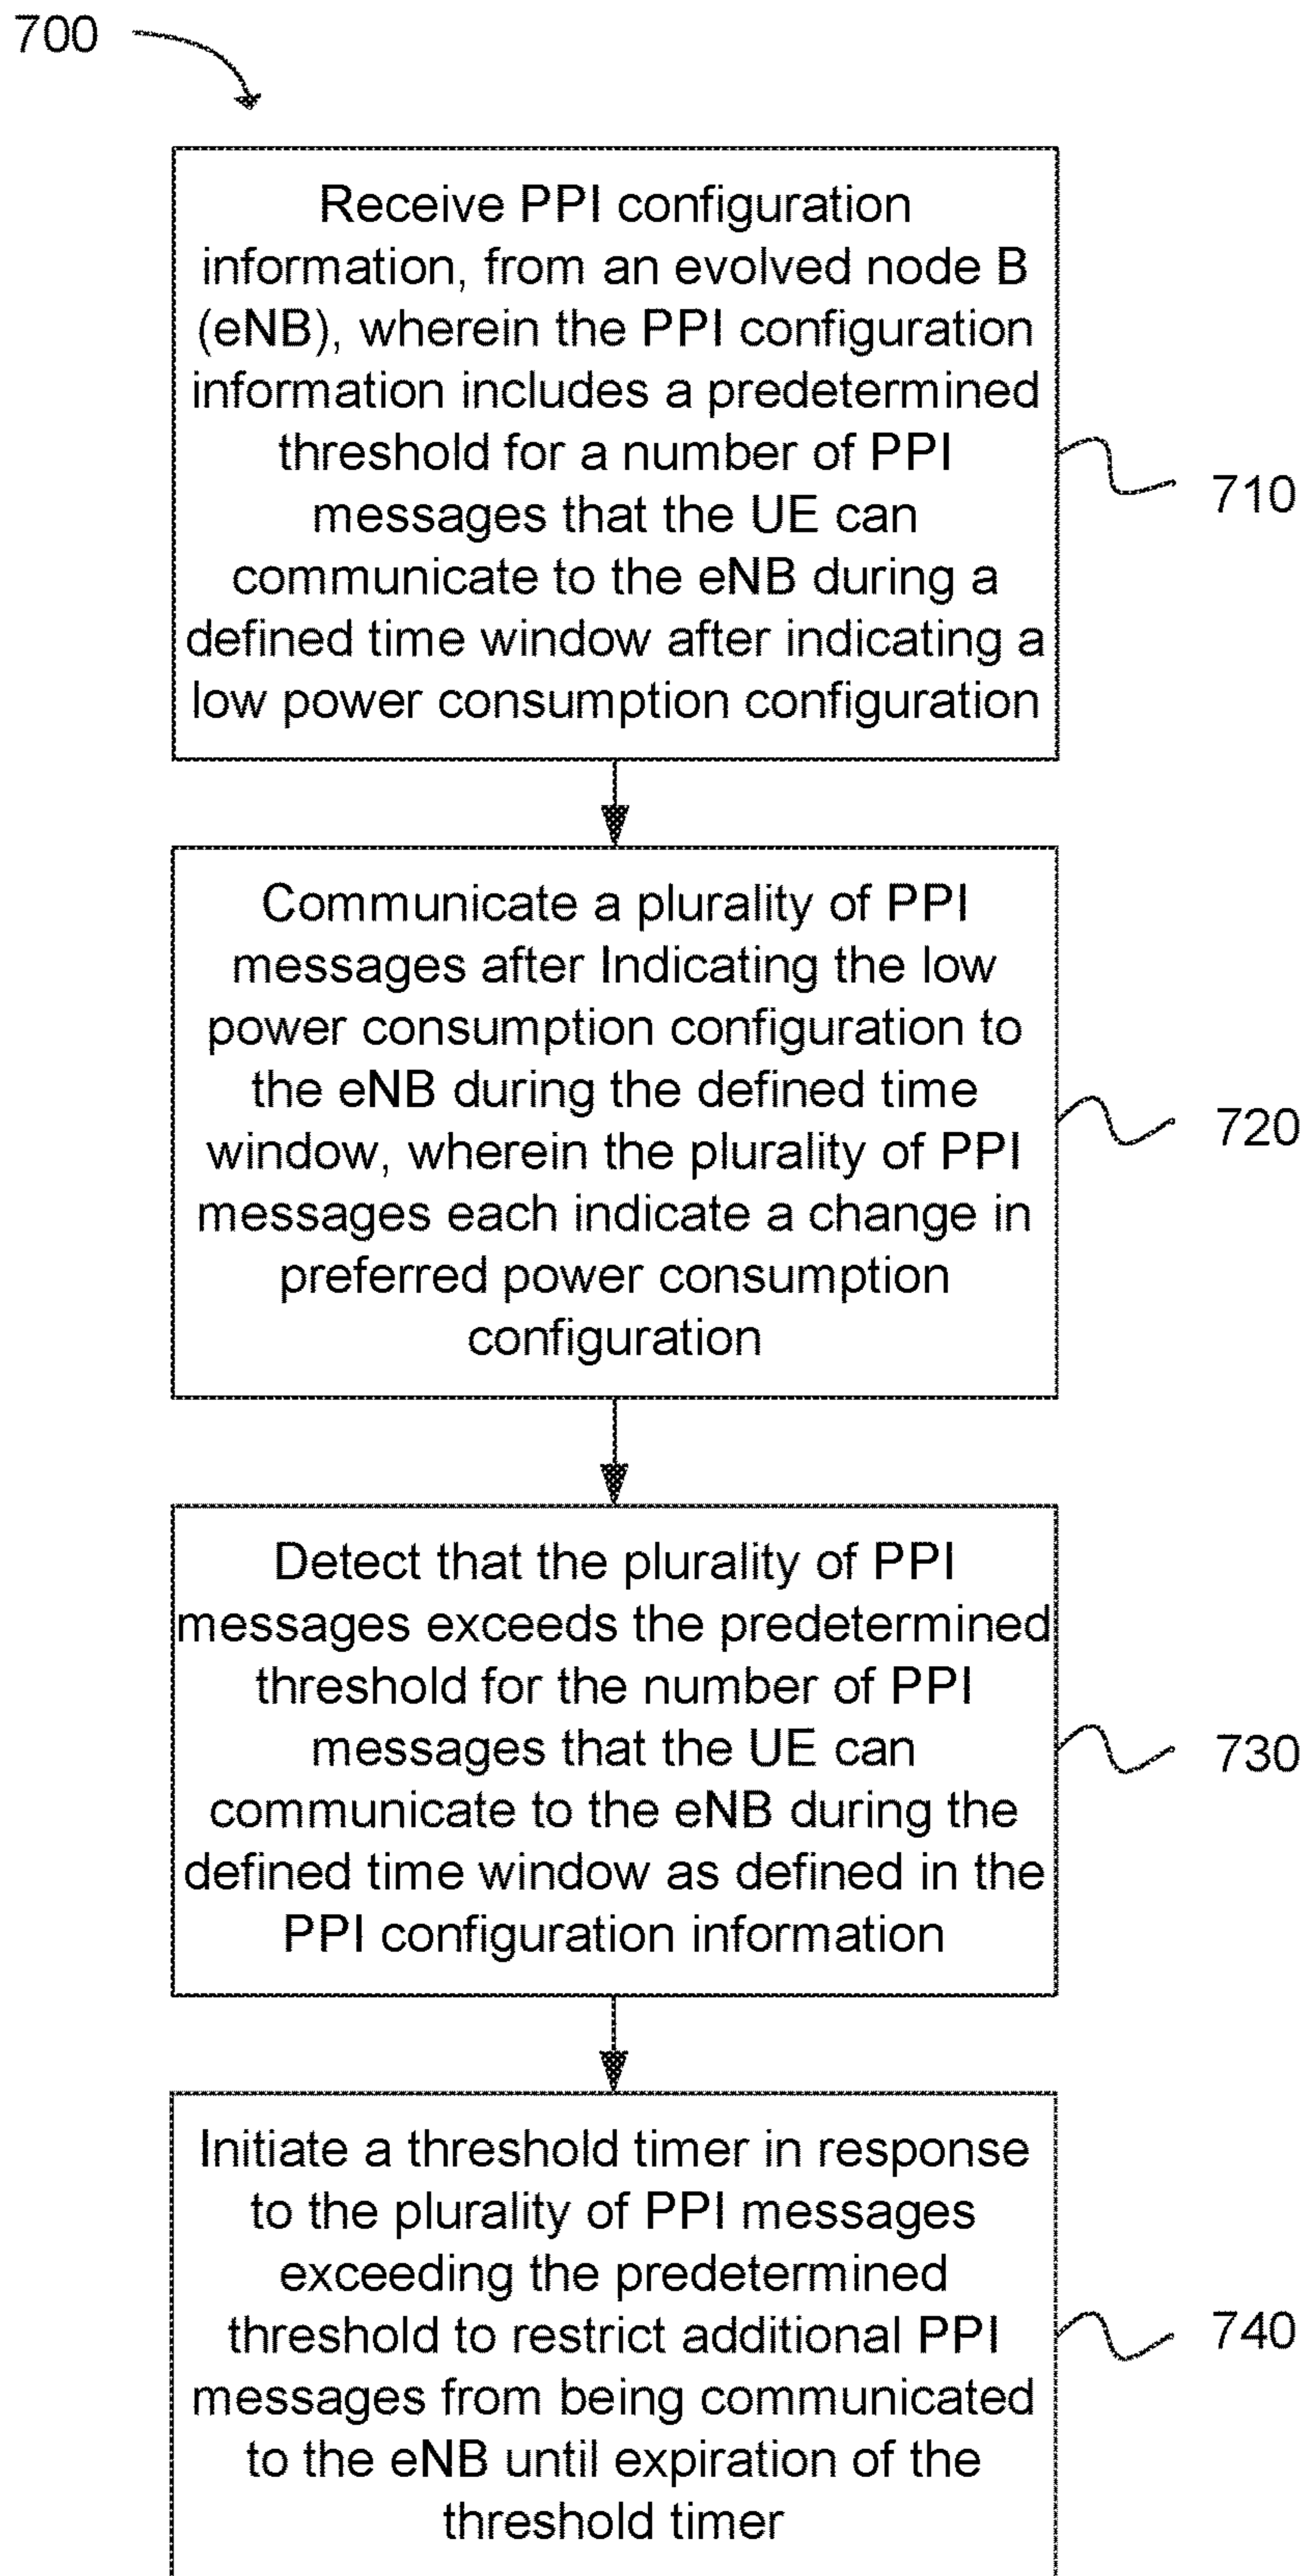 700
Receive PPI configuration
information, from an evolved node B
(eNB), wherein the PPI configuration
information includes a predetermined
threshold for a number of PPI
messages that the UE can
communicate to the eNB during a
defined time window after indicating a
low power consumption configuration
710
Communicate a plurality of PPI
messages after Indicating the low
power consumption configuration to
the eNB during the defined time
window, wherein the plurality of PPI
messages each indicate a change in
preferred power consumption
configuration
720
Detect that the plurality of PPI
messages exceeds the predetermined
threshold for the number of PPI
messages that the UE can
communicate to the eNB during the
defined time window as defined in the
PPI configuration information
730
Initiate a threshold timer in response
to the plurality of PPI messages
exceeding the predetermined
threshold to restrict additional PPI
messages from being communicated
to the eNB until expiration of the
threshold timer
740